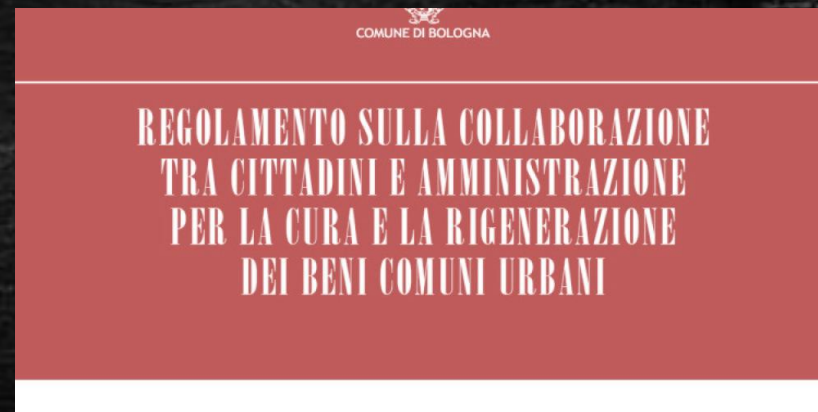 COMUNE DI BOLOGNA
REGOLAMENTO SULLA COLLABORAZIONE
TRA CITTADINI E AMMINISTRAZIONE
PER LA CURA E LA RIGENERAZIONE
DEI BENI COMUNI URBANI